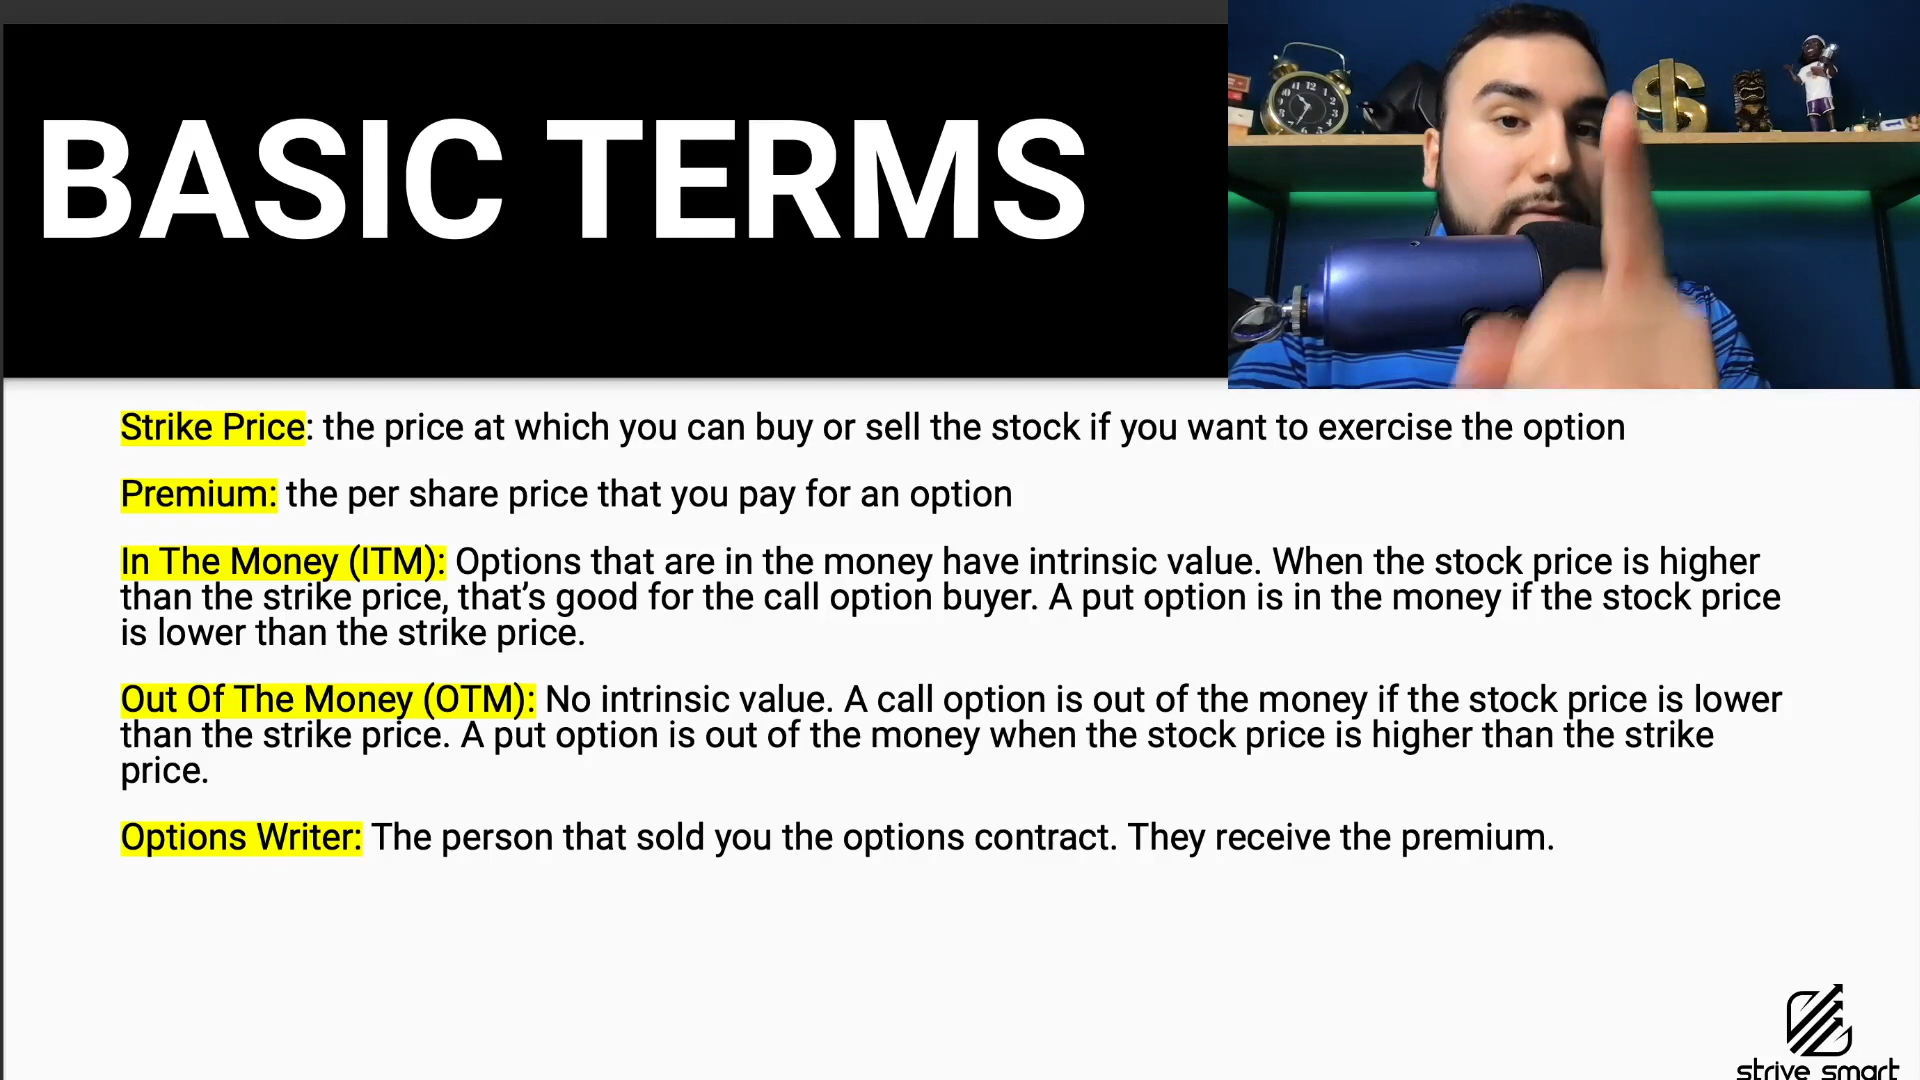 BASIC TERMS
Strike Price: the price at which you can buy or sell the stock if you want to exercise the option
Premium: the per share price that you pay for an option
In The Money (ITM): Options that are in the money have intrinsic value. When the stock price is higher
than the strike price, that’s good for the call option buyer. A put option is in the money if the stock price
is lower than the strike price.
Out Of The Money (OTM): No intrinsic value. A call option is out of the money if the stock price is lower
than the strike price. A put option is out of the money when the stock price is higher than the strike
price.
Options Writer: The person that sold you the options contract. They receive the premium.
strive smart